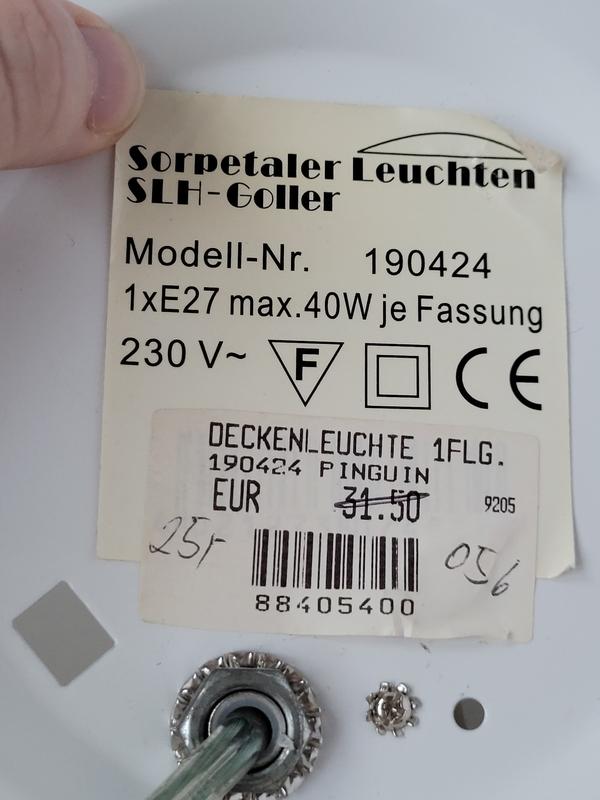 Sorpetaler Leuchten
SLH-Goller
Modell-Nr. 190424
1xE27 max.40W je Fassung
230 V~ F CE
DECKENLEUCHTE 1FLG.
190424 PINGUIN
EUR 31.50 9205
25,- 056
88405400